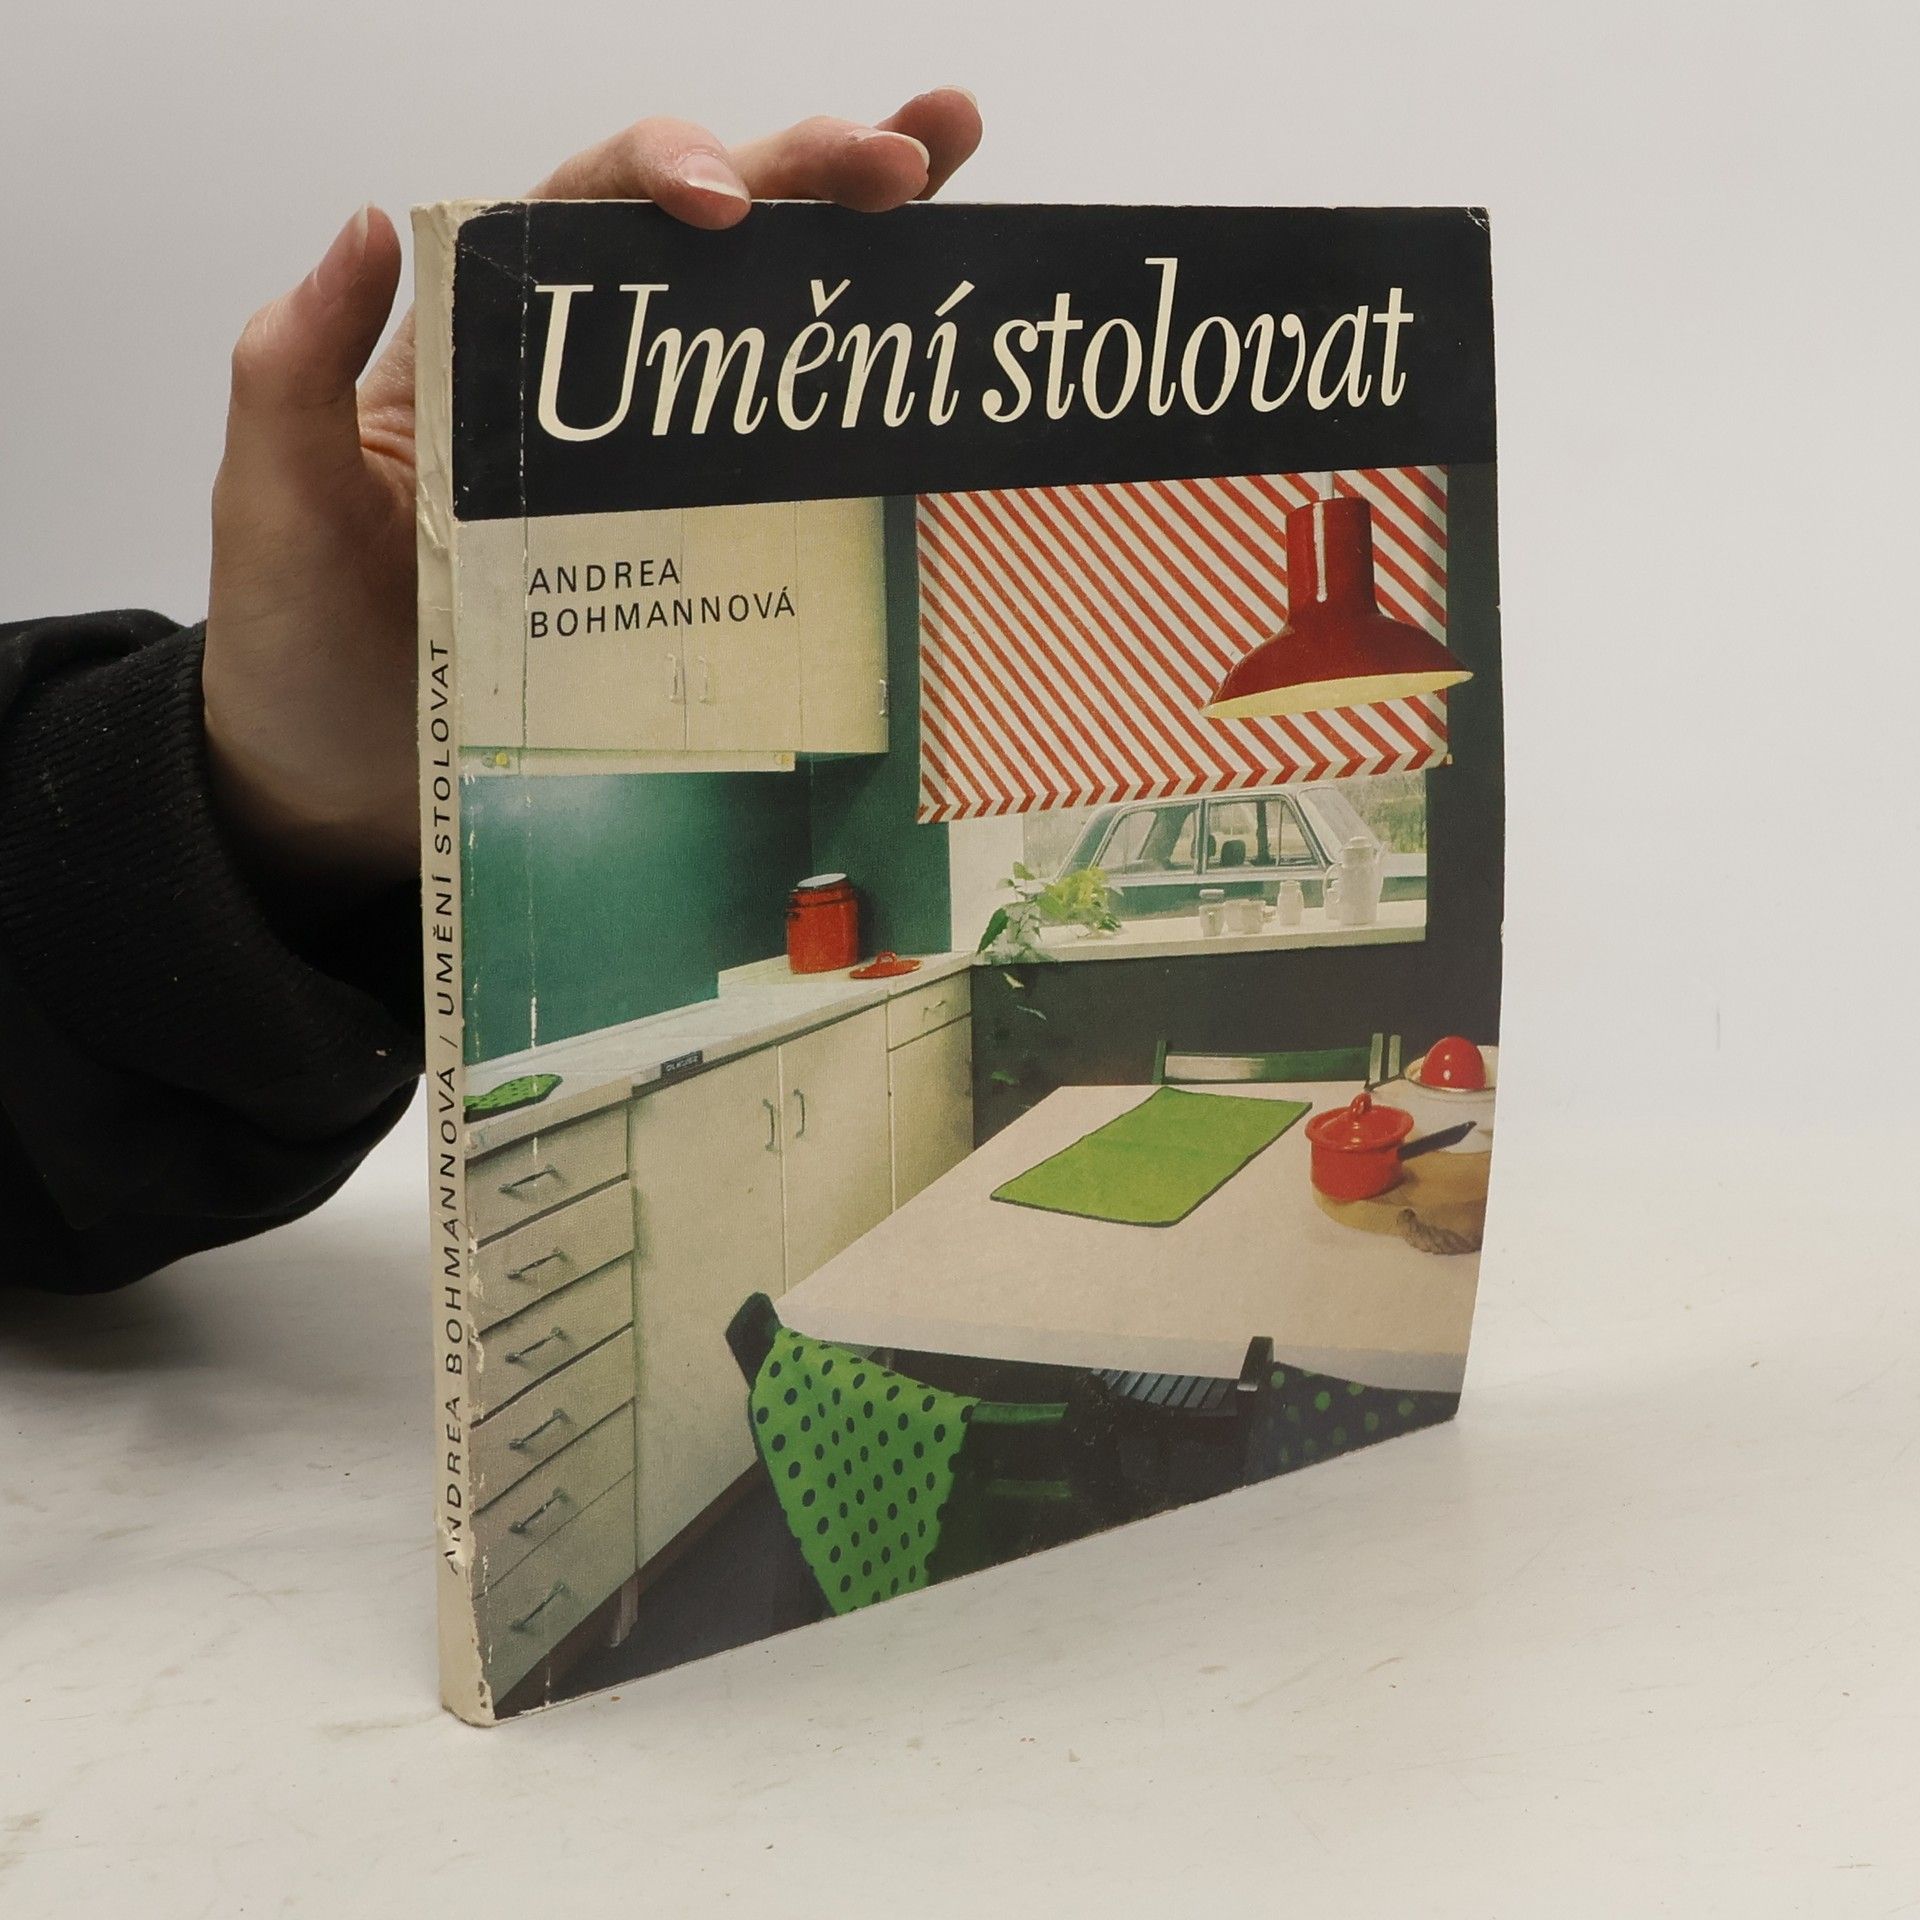 Umění stolovat
ANDREA
BOHMANNOVÁ
ANDREA BOHMANNOVÁ / UMĚNÍ STOLOVAT